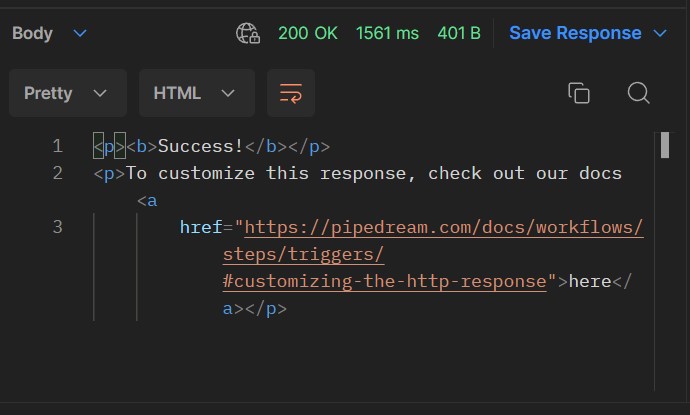 Body 200 OK 1561 ms 401 B Save Response
Pretty HTML
1 <p><b>Success!</b></p>
2 <p>To customize this response, check out our docs
<a
3 href="https://pipedream.com/docs/workflows/
steps/triggers/
#customizing-the-http-response">here</
a></p>